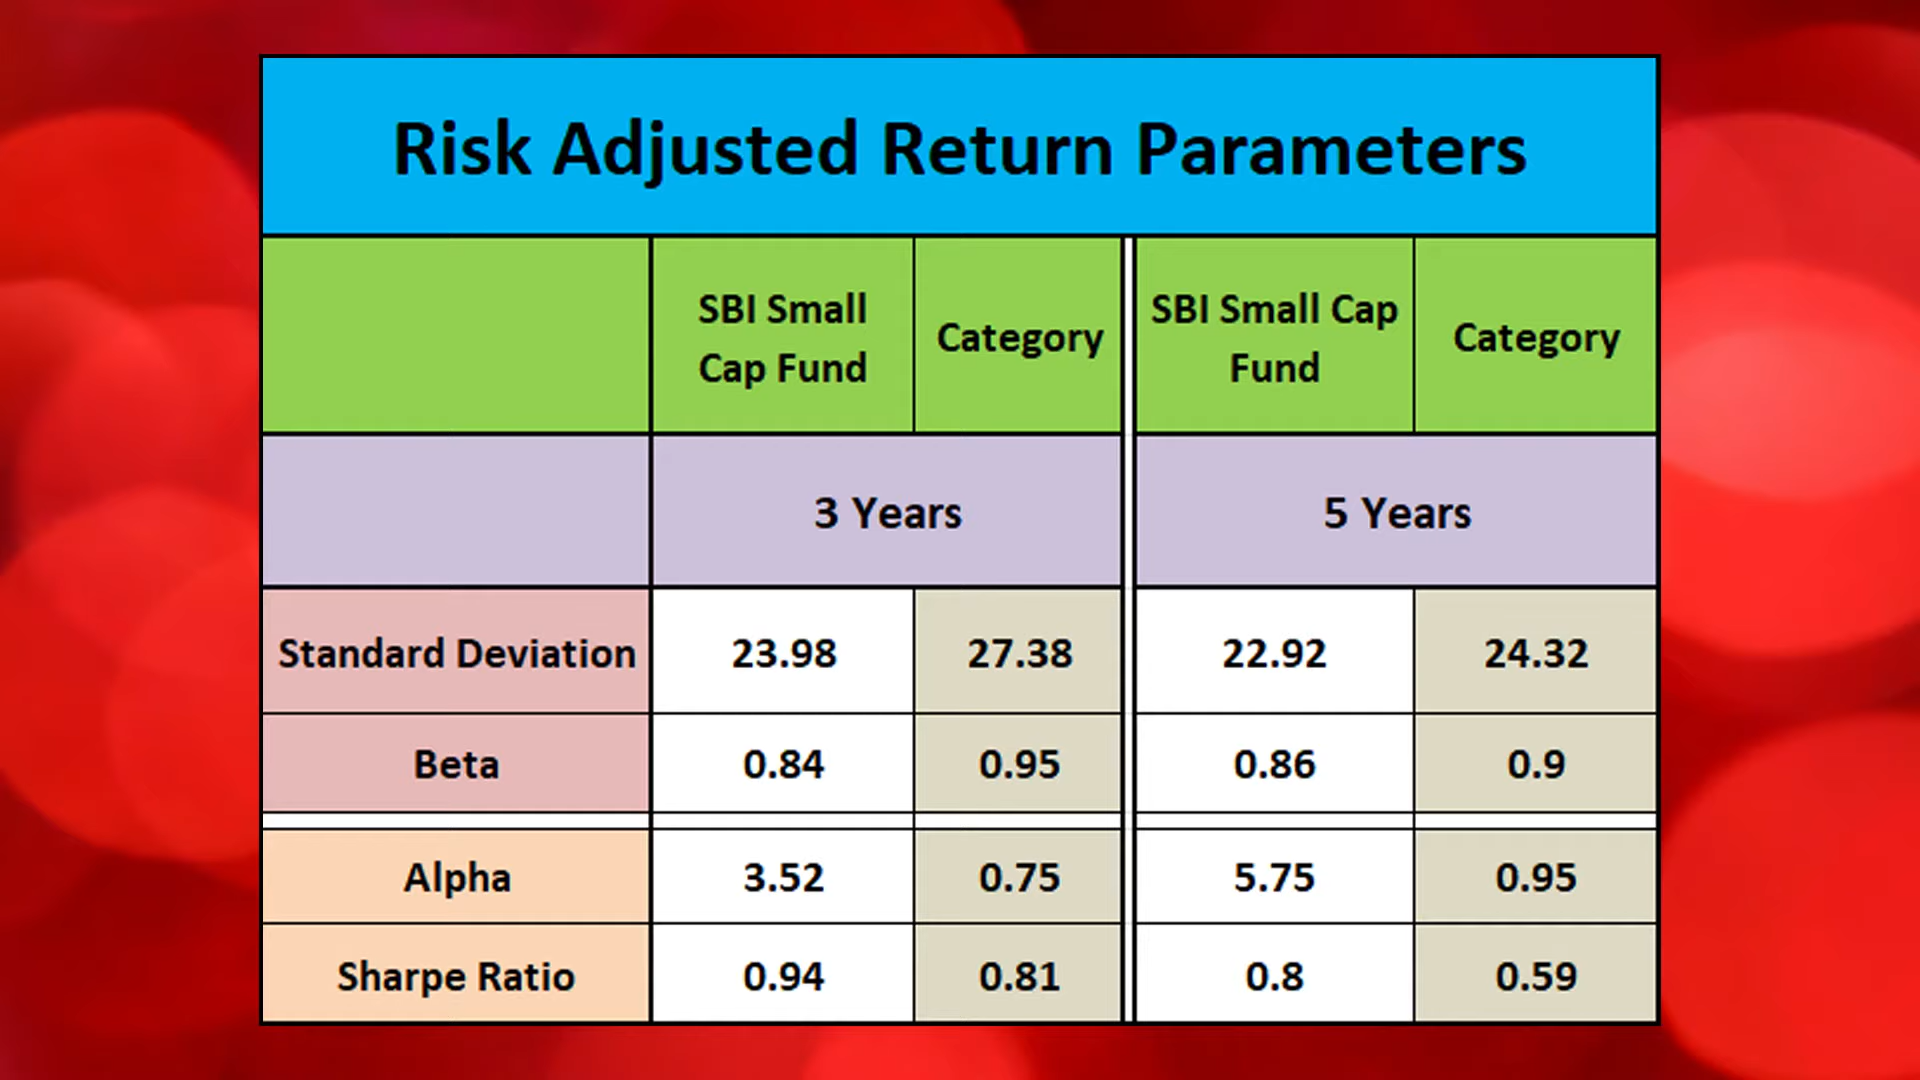 Risk Adjusted Return Parameters
SBI Small Cap Fund Category SBI Small Cap Fund Category
3 Years 5 Years
Standard Deviation 23.98 27.38 22.92 24.32
Beta 0.84 0.95 0.86 0.9
Alpha 3.52 0.75 5.75 0.95
Sharpe Ratio 0.94 0.81 0.8 0.59